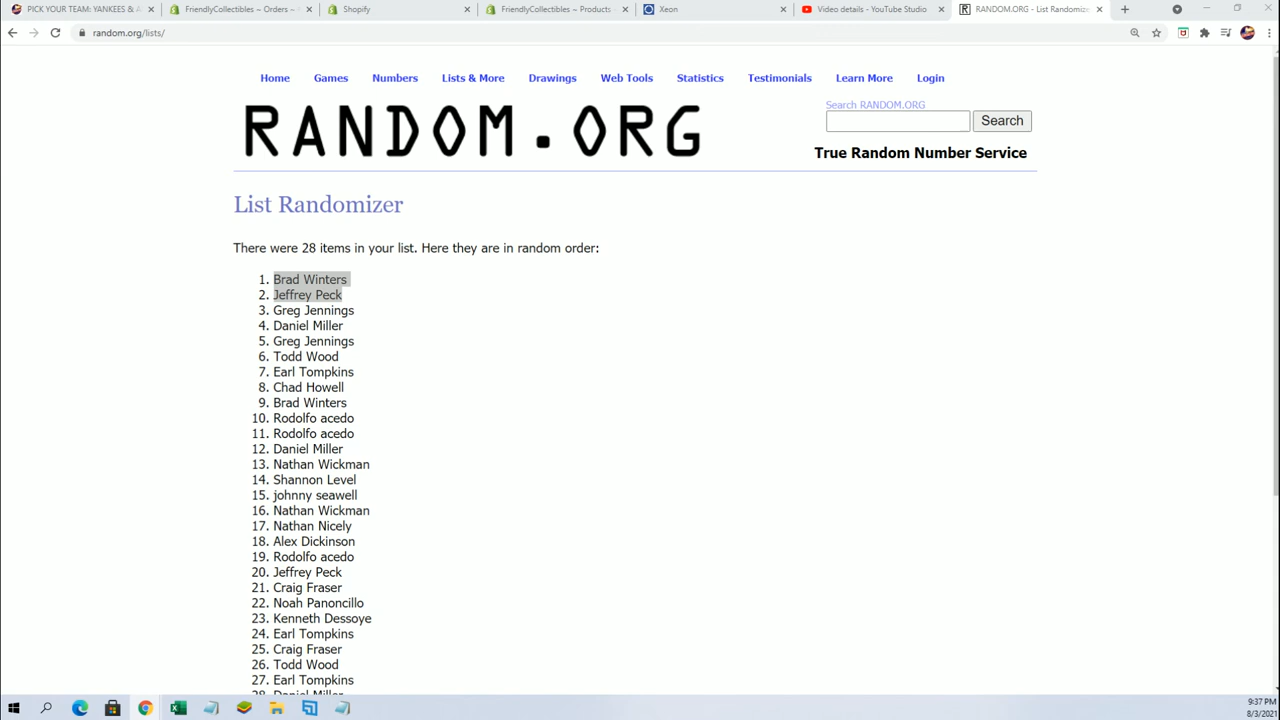 PICK YOUR TEAM: YANKEES & A
FriendlyCollectibles ~ Orders ~
Shopify
FriendlyCollectibles ~ Products
Xeon
Video details - YouTube Studio
RANDOM.ORG - List Randomize
random.org/lists/
Home Games Numbers Lists & More Drawings Web Tools Statistics Testimonials Learn More Login
RANDOM.ORG
Search RANDOM.ORG
Search
True Random Number Service
List Randomizer
There were 28 items in your list. Here they are in random order:
1. Brad Winters
2. Jeffrey Peck
3. Greg Jennings
4. Daniel Miller
5. Greg Jennings
6. Todd Wood
7. Earl Tompkins
8. Chad Howell
9. Brad Winters
10. Rodolfo acedo
11. Rodolfo acedo
12. Daniel Miller
13. Nathan Wickman
14. Shannon Level
15. johnny seawell
16. Nathan Wickman
17. Nathan Nicely
18. Alex Dickinson
19. Rodolfo acedo
20. Jeffrey Peck
21. Craig Fraser
22. Noah Panoncillo
23. Kenneth Dessoye
24. Earl Tompkins
25. Craig Fraser
26. Todd Wood
27. Earl Tompkins
28. Daniel Miller
9:37 PM
8/3/2021